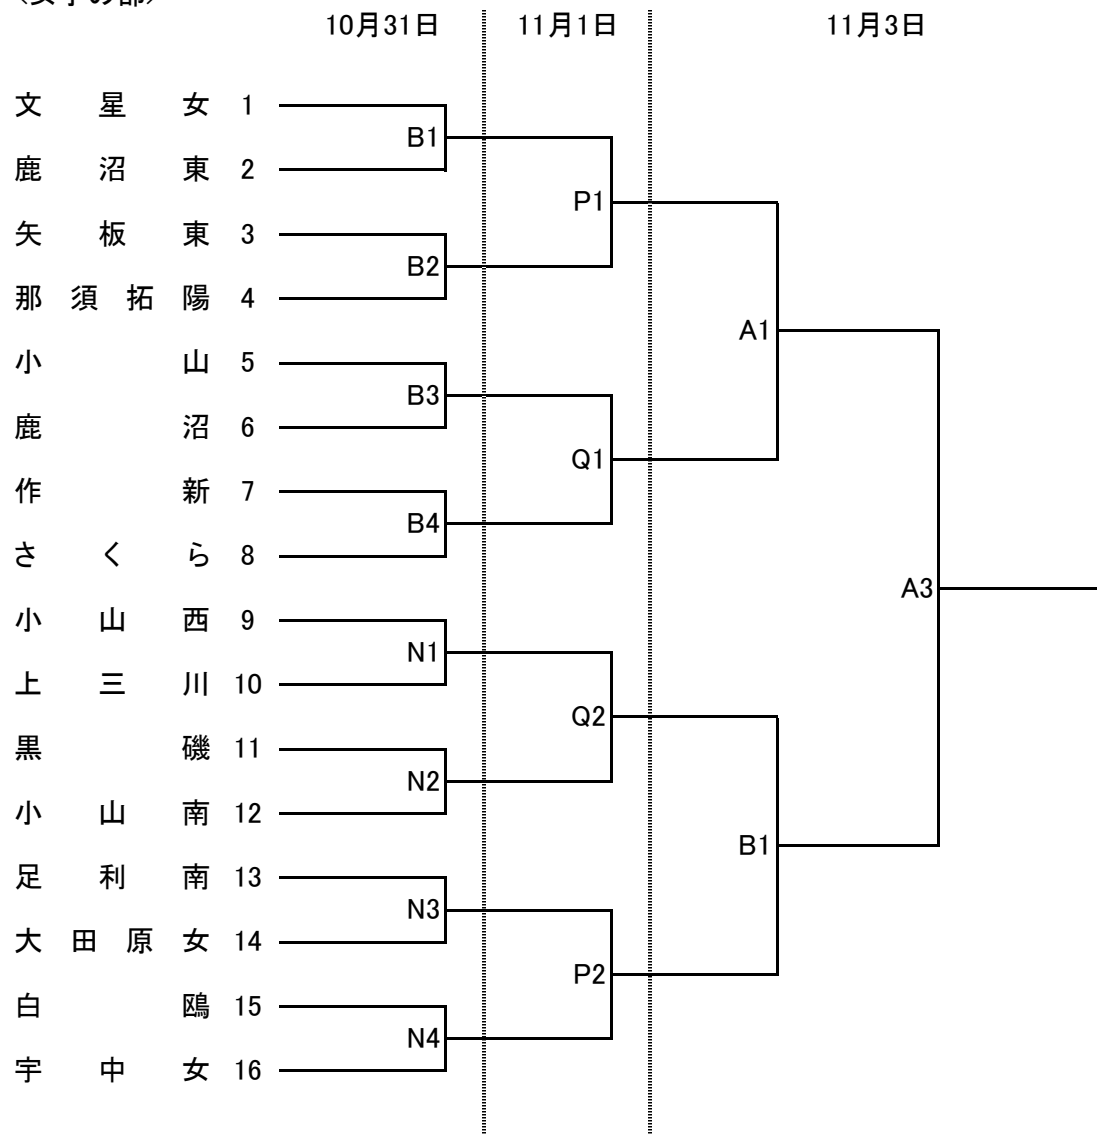 10月31日 11月1日 11月3日
文星女 1
B1
鹿沼東 2
P1
矢板東 3
B2
那須拓陽 4
A1
小山 5
B3
鹿沼 6
Q1
作新 7
B4
さくら 8
A3
小山西 9
N1
上三川 10
Q2
黒磯 11
N2
小山南 12
B1
足利南 13
N3
大田原女 14
P2
白鴎 15
N4
宇中女 16